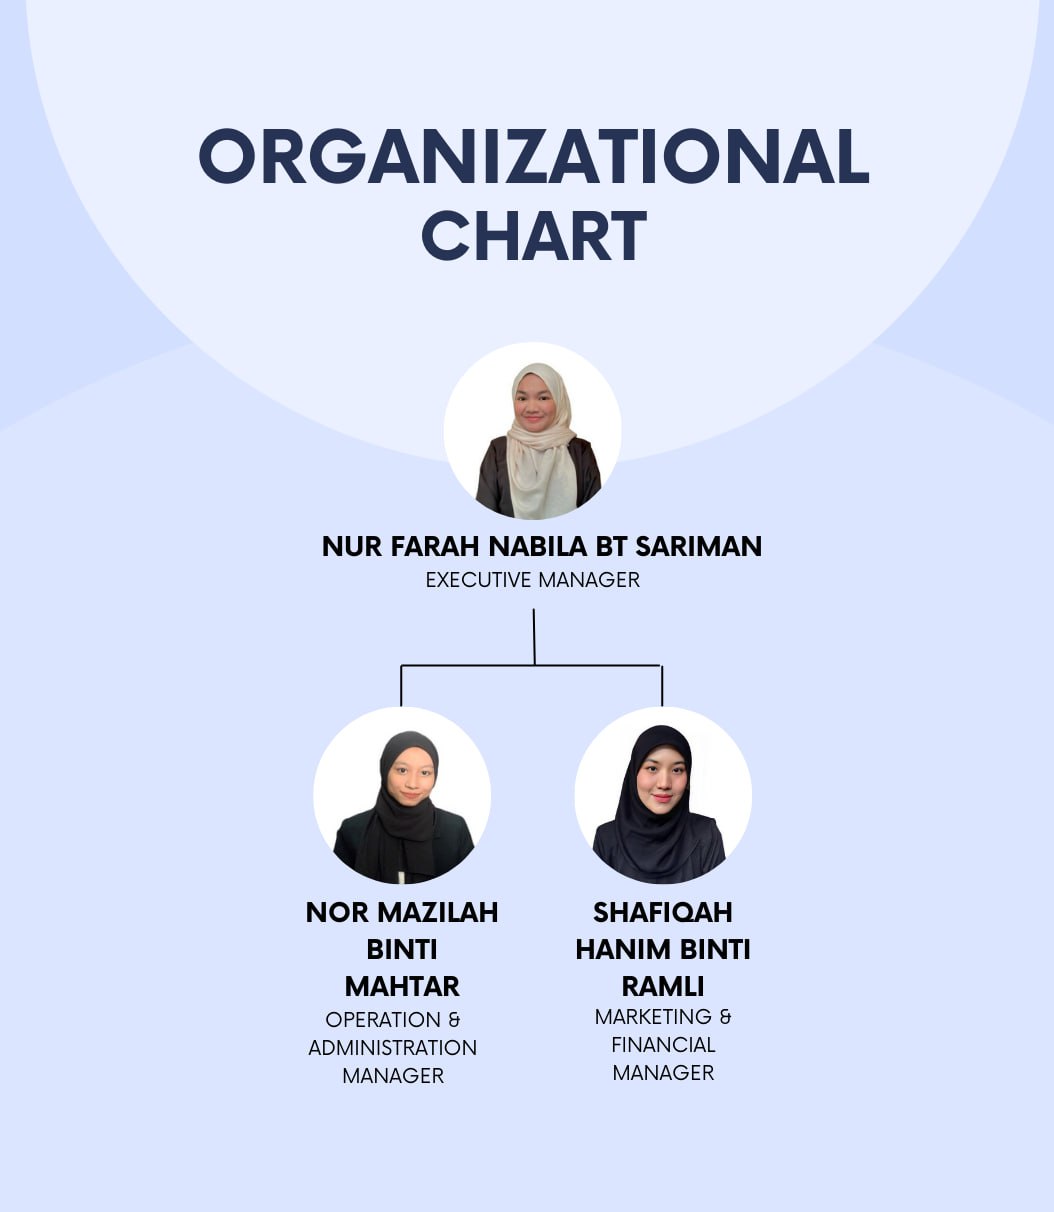 ORGANIZATIONAL
CHART
NUR FARAH NABILA BT SARIMAN
EXECUTIVE MANAGER
NOR MAZILAH
BINTI
MAHTAR
OPERATION &
ADMINISTRATION
MANAGER
SHAFIQAH
HANIM BINTI
RAMLI
MARKETING &
FINANCIAL
MANAGER